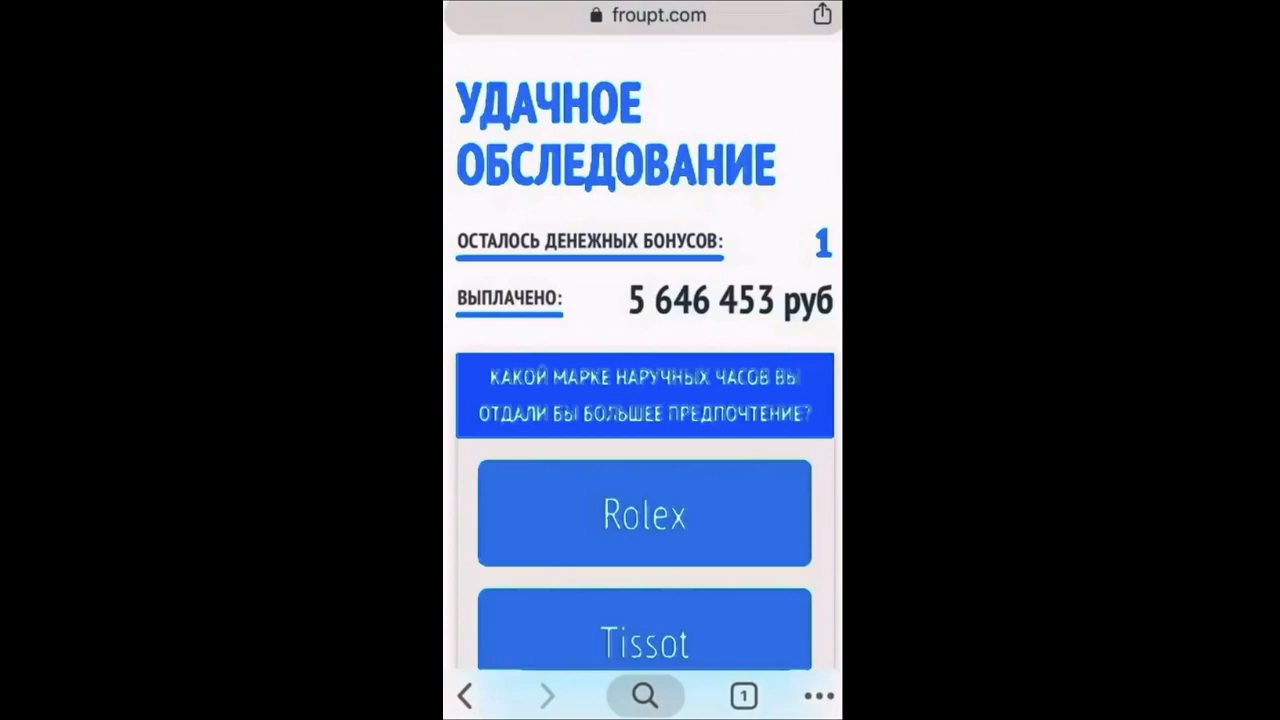 froupt.com
УДАЧНОЕ
ОБСЛЕДОВАНИЕ
ОСТАЛОСЬ ДЕНЕЖНЫХ БОНУСОВ: 1
ВЫПЛАЧЕНО: 5 646 453 руб
КАКОЙ МАРКЕ НАРУЧНЫХ ЧАСОВ ВЫ
ОТДАЛИ БЫ БОЛЬШЕЕ ПРЕДПОЧТЕНИЕ?
Rolex
Tissot
1